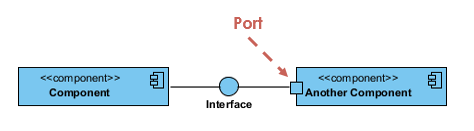 Port
<<component>>
Component
Interface
<<component>>
Another Component